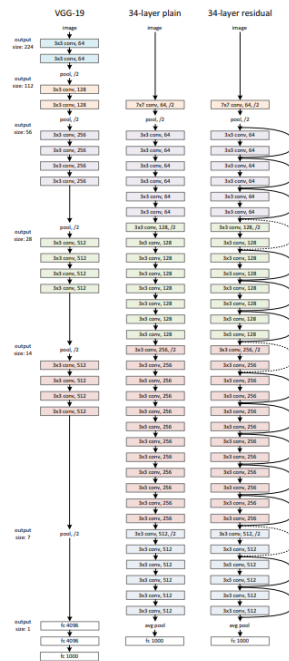 output
size: 224
output
size: 112
output
size: 56
output
size: 28
output
size: 14
output
size: 7
output
size: 1
VGG-19
image
3x3 conv, 64
3x3 conv, 64
pool, /2
3x3 conv, 128
3x3 conv, 128
pool, /2
3x3 conv, 256
3x3 conv, 256
3x3 conv, 256
3x3 conv, 256
pool, /2
3x3 conv, 512
3x3 conv, 512
3x3 conv, 512
3x3 conv, 512
pool, /2
3x3 conv, 512
3x3 conv, 512
3x3 conv, 512
3x3 conv, 512
pool, /2
fc 4096
fc 4096
fc 1000
34-layer plain
image
7x7 conv, 64, /2
pool, /2
3x3 conv, 64
3x3 conv, 64
3x3 conv, 64
3x3 conv, 64
3x3 conv, 64
3x3 conv, 64
3x3 conv, 128, /2
3x3 conv, 128
3x3 conv, 128
3x3 conv, 128
3x3 conv, 128
3x3 conv, 128
3x3 conv, 128
3x3 conv, 128
3x3 conv, 256, /2
3x3 conv, 256
3x3 conv, 256
3x3 conv, 256
3x3 conv, 256
3x3 conv, 256
3x3 conv, 256
3x3 conv, 256
3x3 conv, 256
3x3 conv, 256
3x3 conv, 256
3x3 conv, 256
3x3 conv, 512, /2
3x3 conv, 512
3x3 conv, 512
3x3 conv, 512
3x3 conv, 512
3x3 conv, 512
avg pool
fc 1000
34-layer residual
image
7x7 conv, 64, /2
pool, /2
3x3 conv, 64
3x3 conv, 64
3x3 conv, 64
3x3 conv, 64
3x3 conv, 64
3x3 conv, 64
3x3 conv, 128, /2
3x3 conv, 128
3x3 conv, 128
3x3 conv, 128
3x3 conv, 128
3x3 conv, 128
3x3 conv, 128
3x3 conv, 128
3x3 conv, 256, /2
3x3 conv, 256
3x3 conv, 256
3x3 conv, 256
3x3 conv, 256
3x3 conv, 256
3x3 conv, 256
3x3 conv, 256
3x3 conv, 256
3x3 conv, 256
3x3 conv, 256
3x3 conv, 256
3x3 conv, 512, /2
3x3 conv, 512
3x3 conv, 512
3x3 conv, 512
3x3 conv, 512
3x3 conv, 512
avg pool
fc 1000